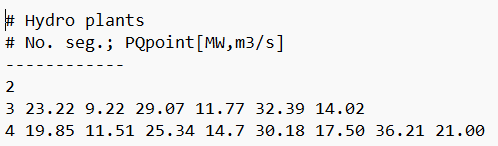 # Hydro plants
# No. seg.; PQpoint[MW,m3/s]
------------
2
3 23.22 9.22 29.07 11.77 32.39 14.02
4 19.85 11.51 25.34 14.7 30.18 17.50 36.21 21.00